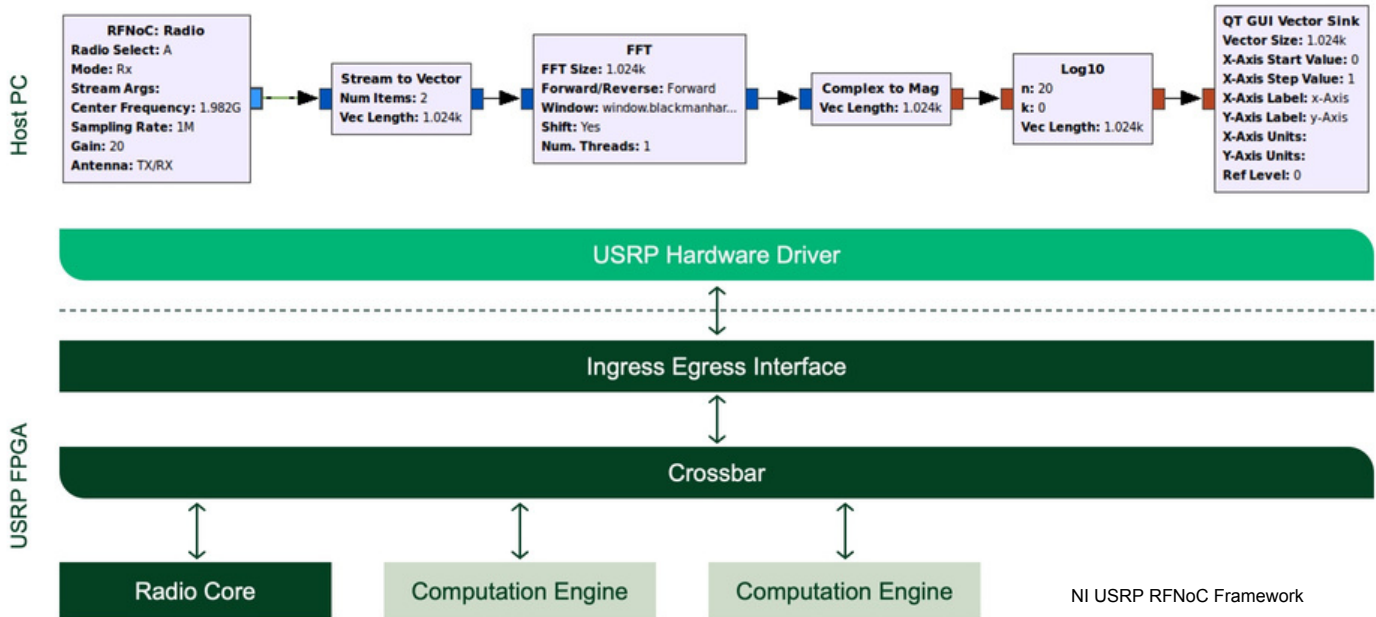 Host PC
RFNoC: Radio
Radio Select: A
Mode: Rx
Stream Args:
Center Frequency: 1.982G
Sampling Rate: 1M
Gain: 20
Antenna: TX/RX
Stream to Vector
Num Items: 2
Vec Length: 1.024k
FFT
FFT Size: 1.024k
Forward/Reverse: Forward
Window: window.blackmanhar...
Shift: Yes
Num. Threads: 1
Complex to Mag
Vec Length: 1.024k
Log10
n: 20
k: 0
Vec Length: 1.024k
QT GUI Vector Sink
Vector Size: 1.024k
X-Axis Start Value: 0
X-Axis Step Value: 1
X-Axis Label: x-Axis
Y-Axis Label: y-Axis
X-Axis Units:
Y-Axis Units:
Ref Level: 0
USRP Hardware Driver
USRP FPGA
Ingress Egress Interface
Crossbar
Radio Core
Computation Engine
Computation Engine
NI USRP RFNoC Framework